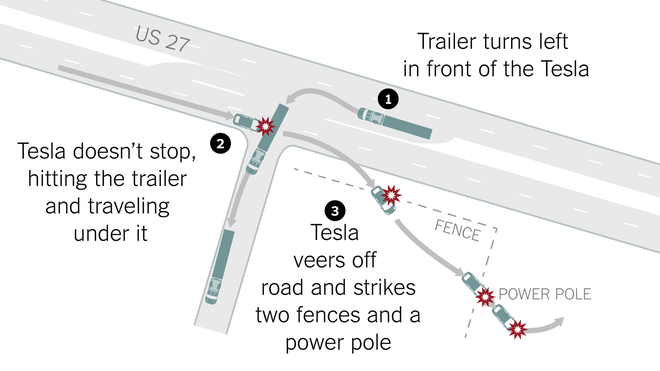 US 27
Trailer turns left
in front of the Tesla
1
2
Tesla doesn’t stop,
hitting the trailer
and traveling
under it
3
Tesla
veers off
road and strikes
two fences and a
power pole
FENCE
POWER POLE